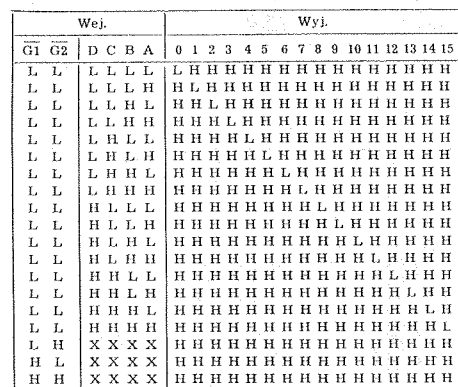 Wej. Wyj.
G1 G2 D C B A 0 1 2 3 4 5 6 7 8 9 10 11 12 13 14 15
L L L L L L L H H H H H H H H H H H H H H H
L L L L L H H L H H H H H H H H H H H H H H
L L L L H L H H L H H H H H H H H H H H H H
L L L L H H H H H L H H H H H H H H H H H H
L L L H L L H H H H L H H H H H H H H H H H
L L L H L H H H H H H L H H H H H H H H H H
L L L H H L H H H H H H L H H H H H H H H H
L L L H H H H H H H H H H L H H H H H H H H
L L H L L L H H H H H H H H L H H H H H H H
L L H L L H H H H H H H H H H L H H H H H H
L L H L H L H H H H H H H H H H L H H H H H
L L H L H H H H H H H H H H H H H L H H H H
L L H H L L H H H H H H H H H H H H L H H H
L L H H L H H H H H H H H H H H H H H L H H
L L H H H L H H H H H H H H H H H H H H L H
L L H H H H H H H H H H H H H H H H H H H L
L H X X X X H H H H H H H H H H H H H H H H
H L X X X X H H H H H H H H H H H H H H H H
H H X X X X H H H H H H H H H H H H H H H H